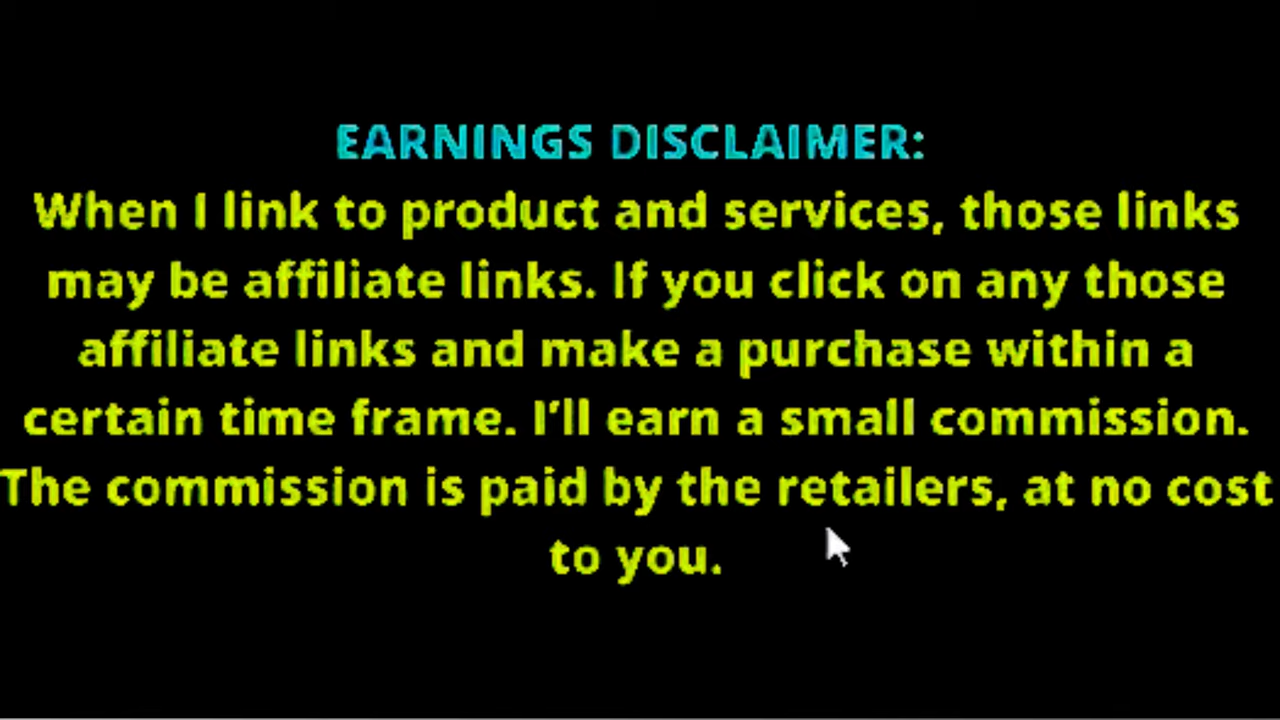 EARNINGS DISCLAIMER:
When I link to product and services, those links
may be affiliate links. If you click on any those
affiliate links and make a purchase within a
certain time frame. I’ll earn a small commission.
The commission is paid by the retailers, at no cost
to you.